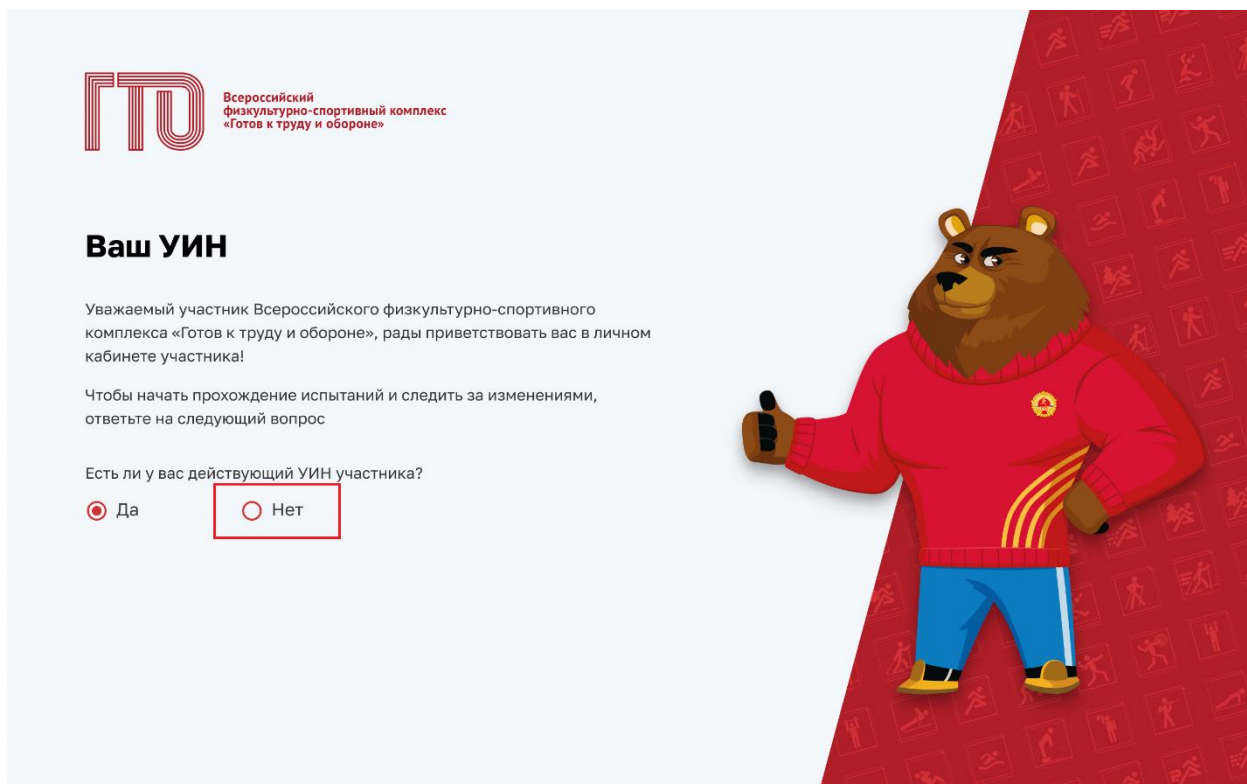 ГТО
Всероссийский
физкультурно-спортивный комплекс
«Готов к труду и обороне»
Ваш УИН
Уважаемый участник Всероссийского физкультурно-спортивного
комплекса «Готов к труду и обороне», рады приветствовать вас в личном
кабинете участника!
Чтобы начать прохождение испытаний и следить за изменениями,
ответьте на следующий вопрос
Есть ли у вас действующий УИН участника?
Да Нет